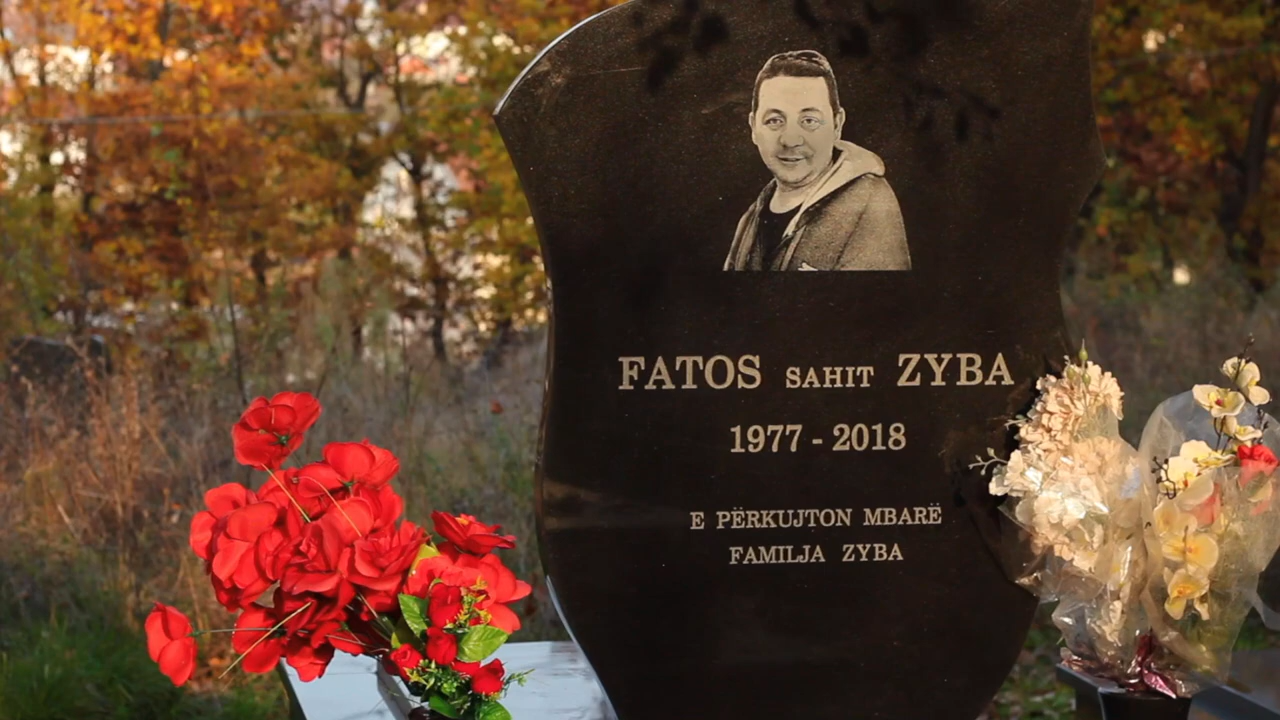 FATOS SAHIT ZYBA
1977 - 2018
E PËRKUJTON MBARË
FAMILJA ZYBA